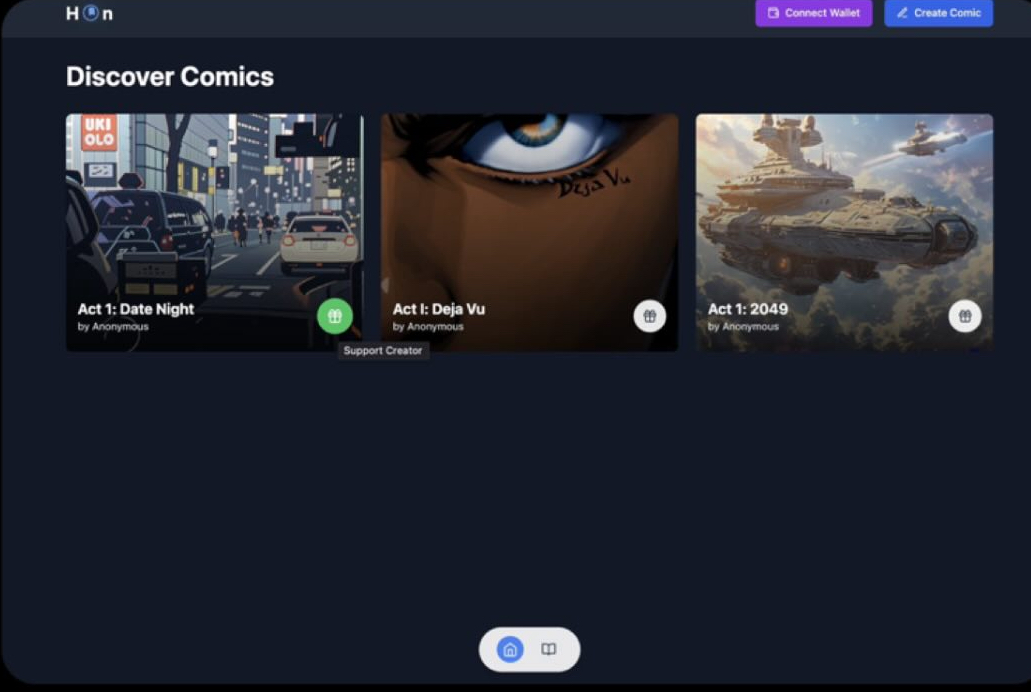 H n
Connect Wallet
Create Comic
Discover Comics
UKI
OLO
Deja Vu
Act 1: Date Night
by Anonymous
Act I: Deja Vu
by Anonymous
Act 1: 2049
by Anonymous
Support Creator